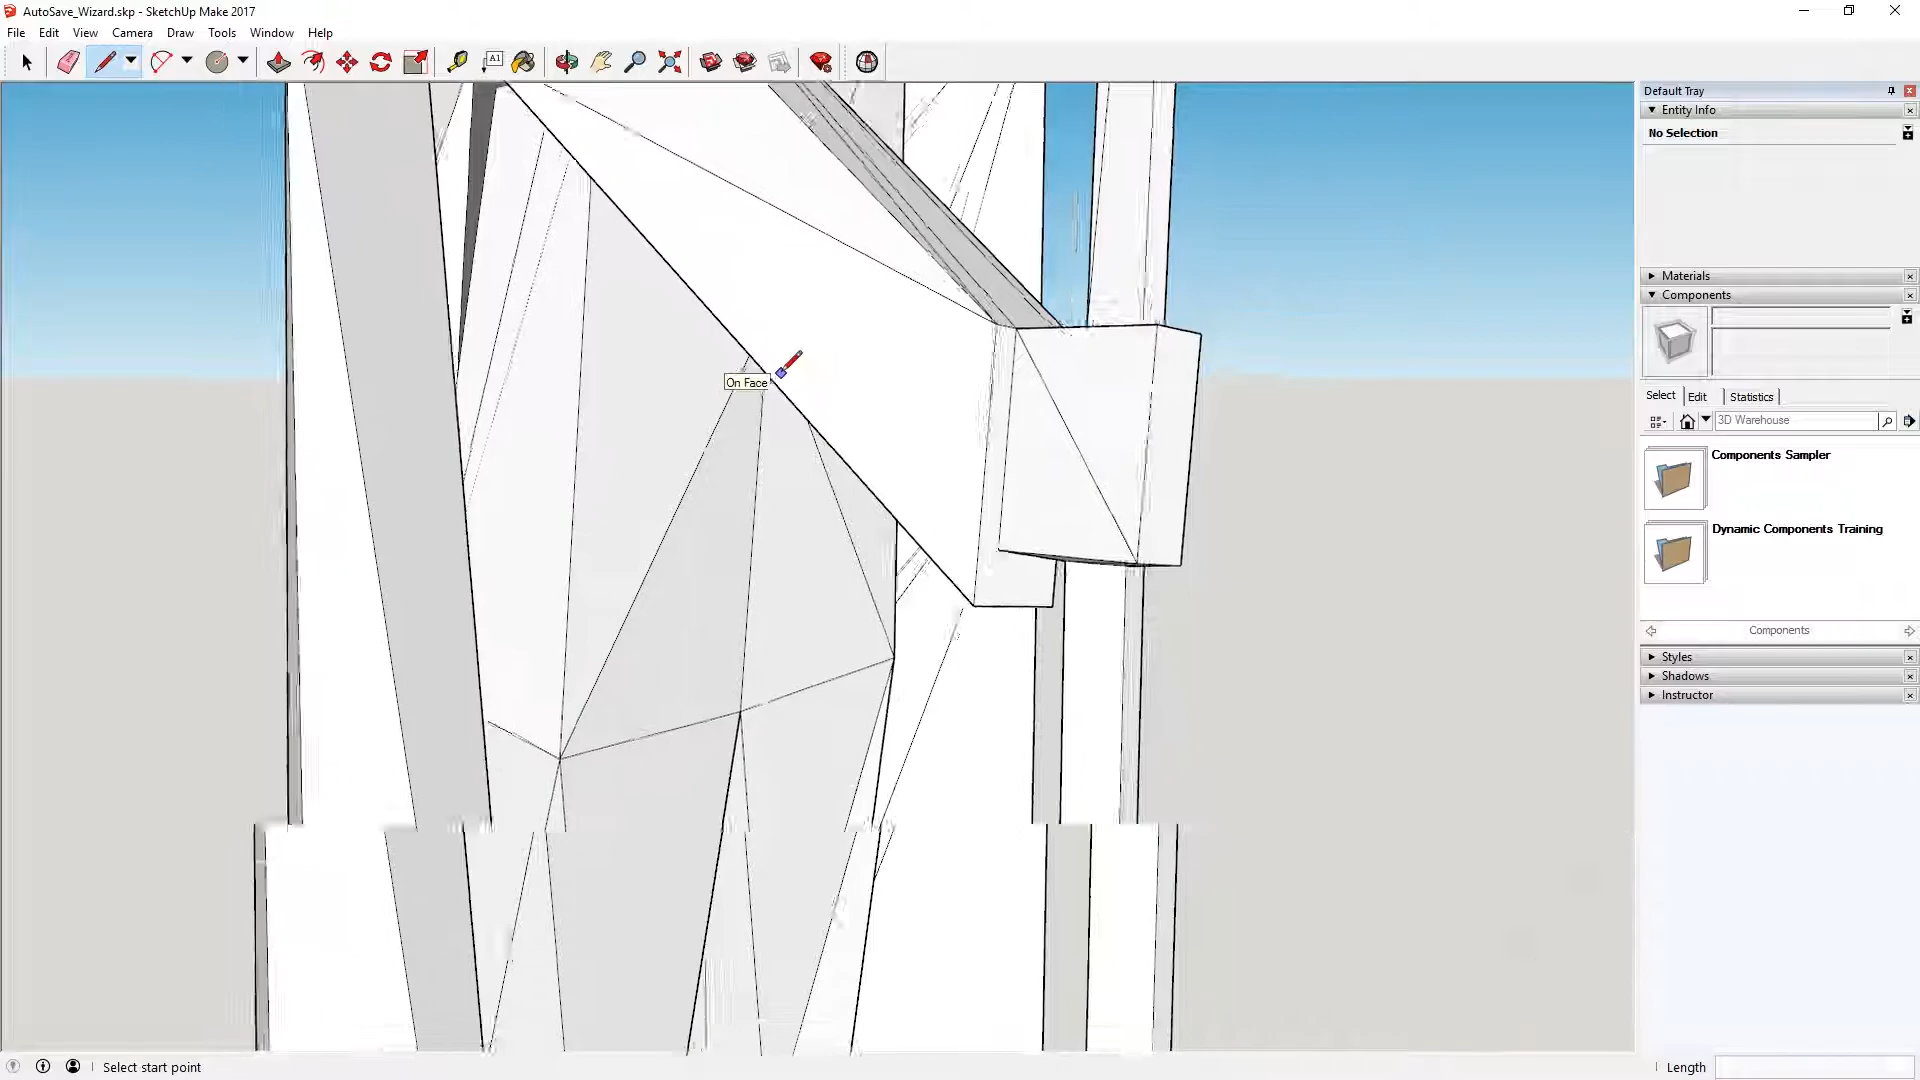 AutoSave_Wizard.skp - SketchUp Make 2017
File Edit View Camera Draw Tools Window Help
A1
Default Tray
Entity Info
No Selection
Materials
Components
Select Edit Statistics
3D Warehouse
Components Sampler
Dynamic Components Training
Components
Styles
Shadows
Instructor
On Face
Select start point
Length